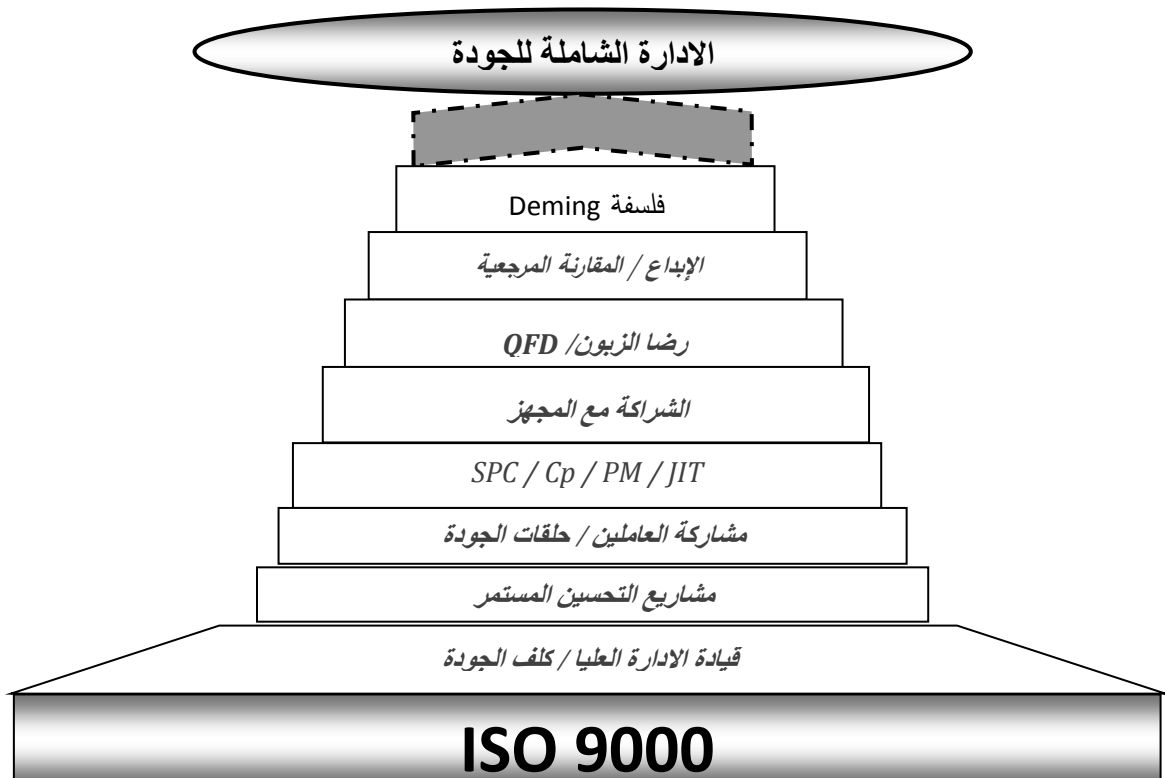 الادارة الشاملة للجودة
فلسفة Deming
الإبداع / المقارنة المرجعية
رضا الزبون/ QFD
الشراكة مع المجهز
SPC / Cp / PM / JIT
مشاركة العاملين / حلقات الجودة
مشاريع التحسين المستمر
قيادة الادارة العليا / كلف الجودة
ISO 9000